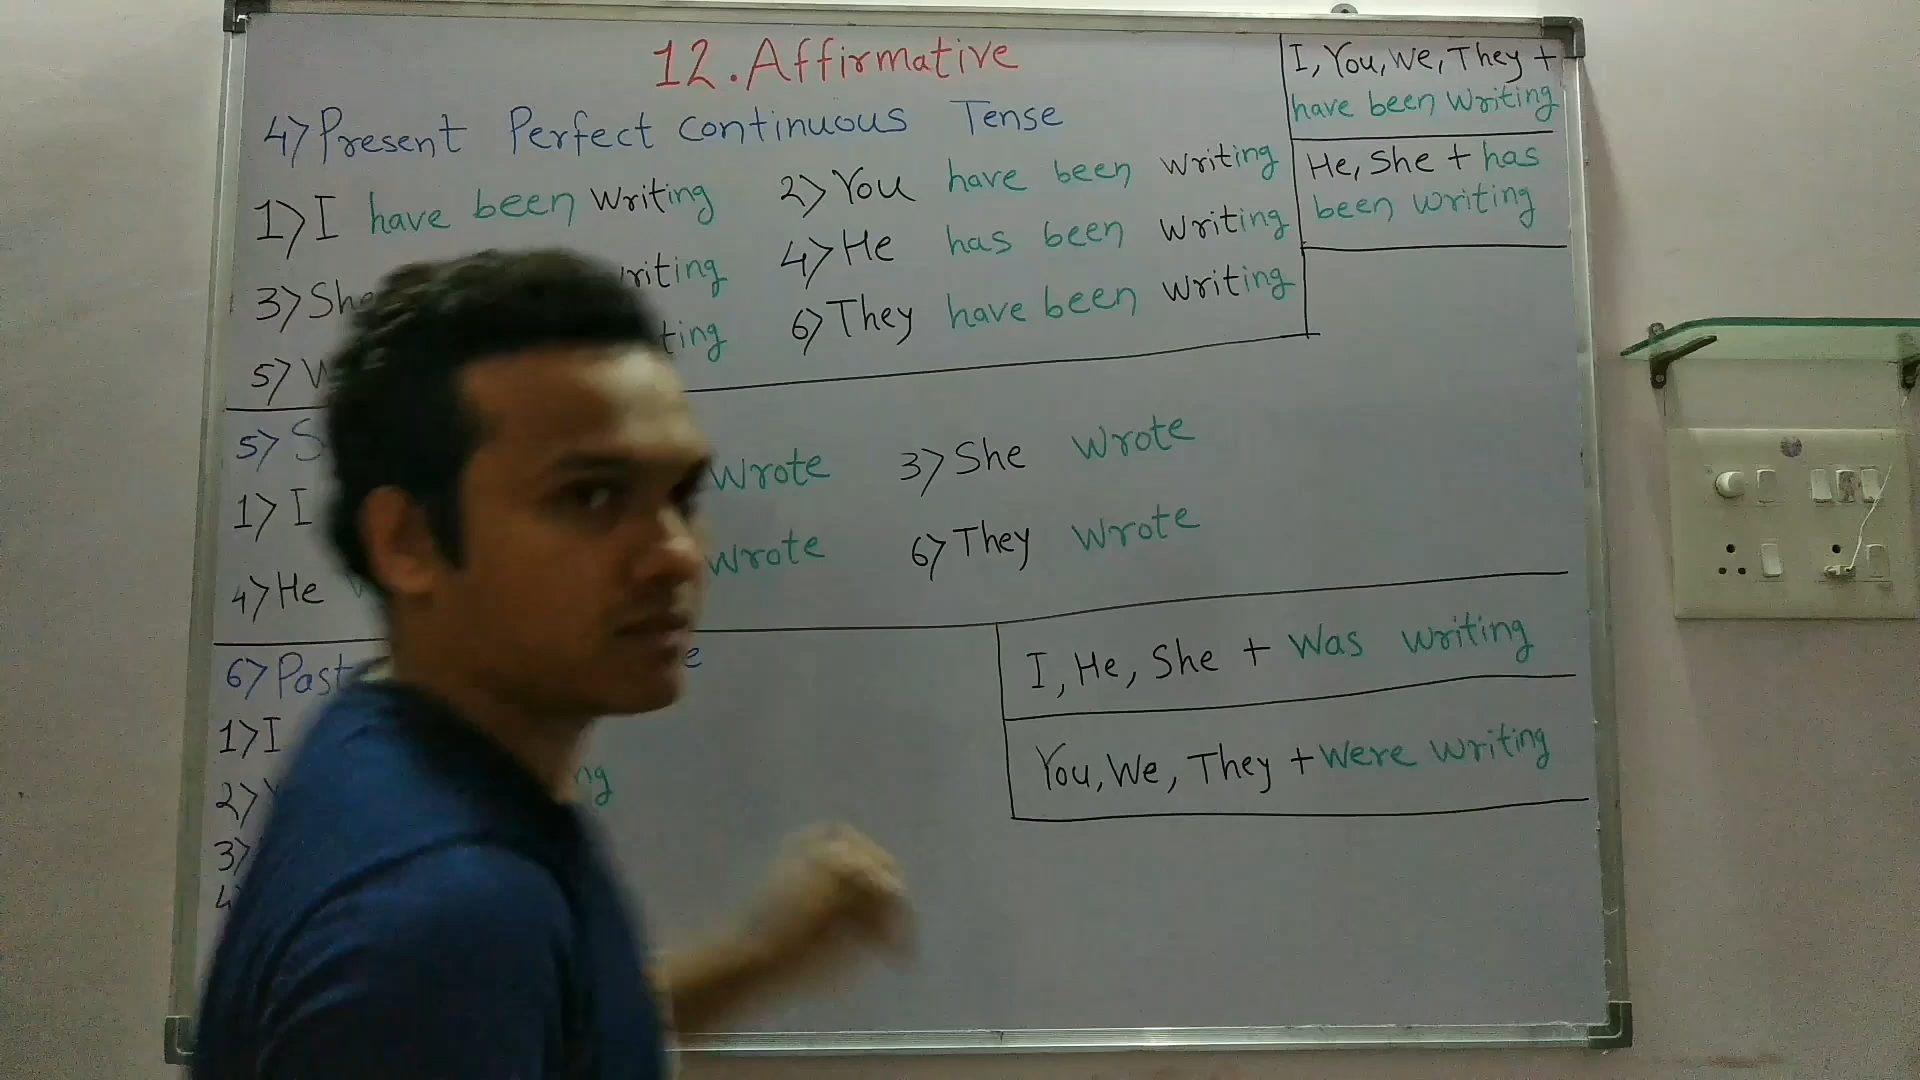 12. Affirmative
4) Present Perfect continuous Tense
1) I have been writing 2) You have been writing
3) She writing 4) He has been writing
5) 6) They have been writing
I, You, We, They +
have been writing
He, She + has
been writing
5)
1) I wrote 3) She wrote
4) He wrote 6) They wrote
6) Past
1) I
2)
3)
4)
I, He, She + Was writing
You, We, They + Were writing